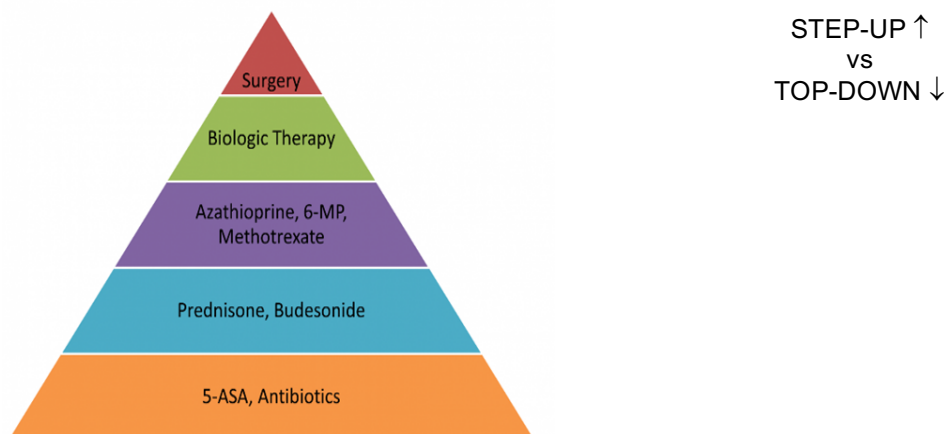 Surgery
Biologic Therapy
Azathioprine, 6-MP,
Methotrexate
Prednisone, Budesonide
5-ASA, Antibiotics
STEP-UP ↑
vs
TOP-DOWN ↓